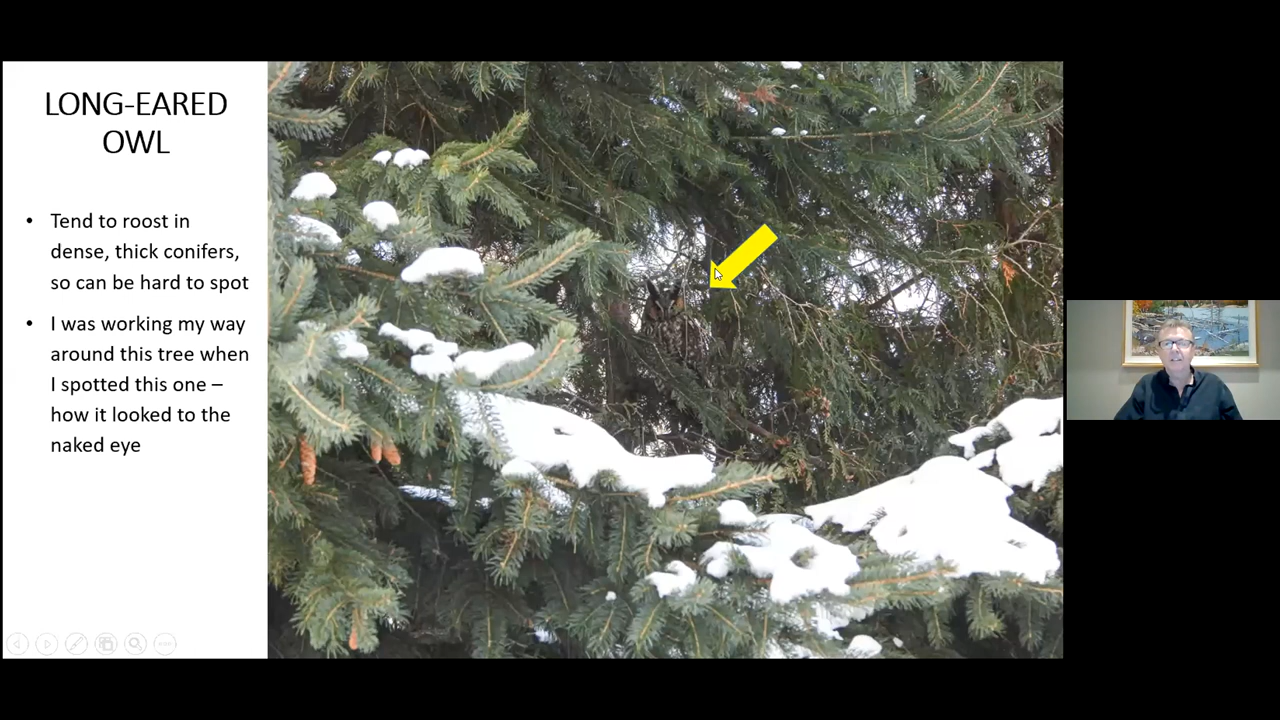 LONG-EARED
OWL
• Tend to roost in
dense, thick conifers,
so can be hard to spot
• I was working my way
around this tree when
I spotted this one –
how it looked to the
naked eye